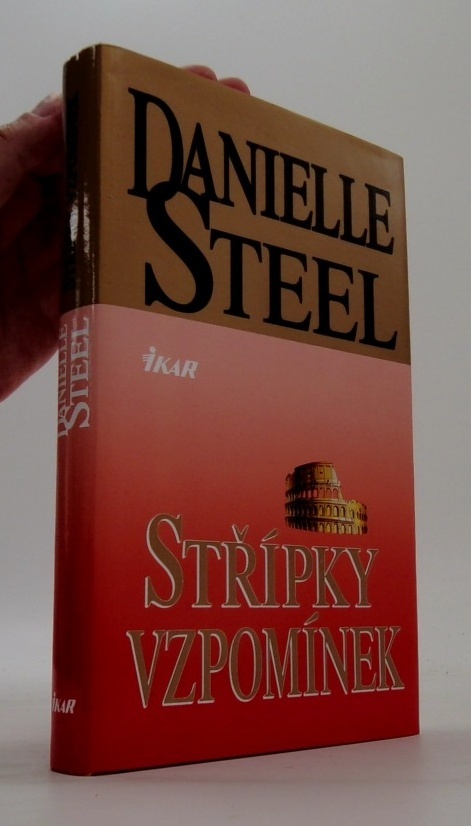 DANIELLE
STEEL
IKAR
STŘÍPKY
VZPOMÍNEK
DANIELLE
STEEL
IKAR